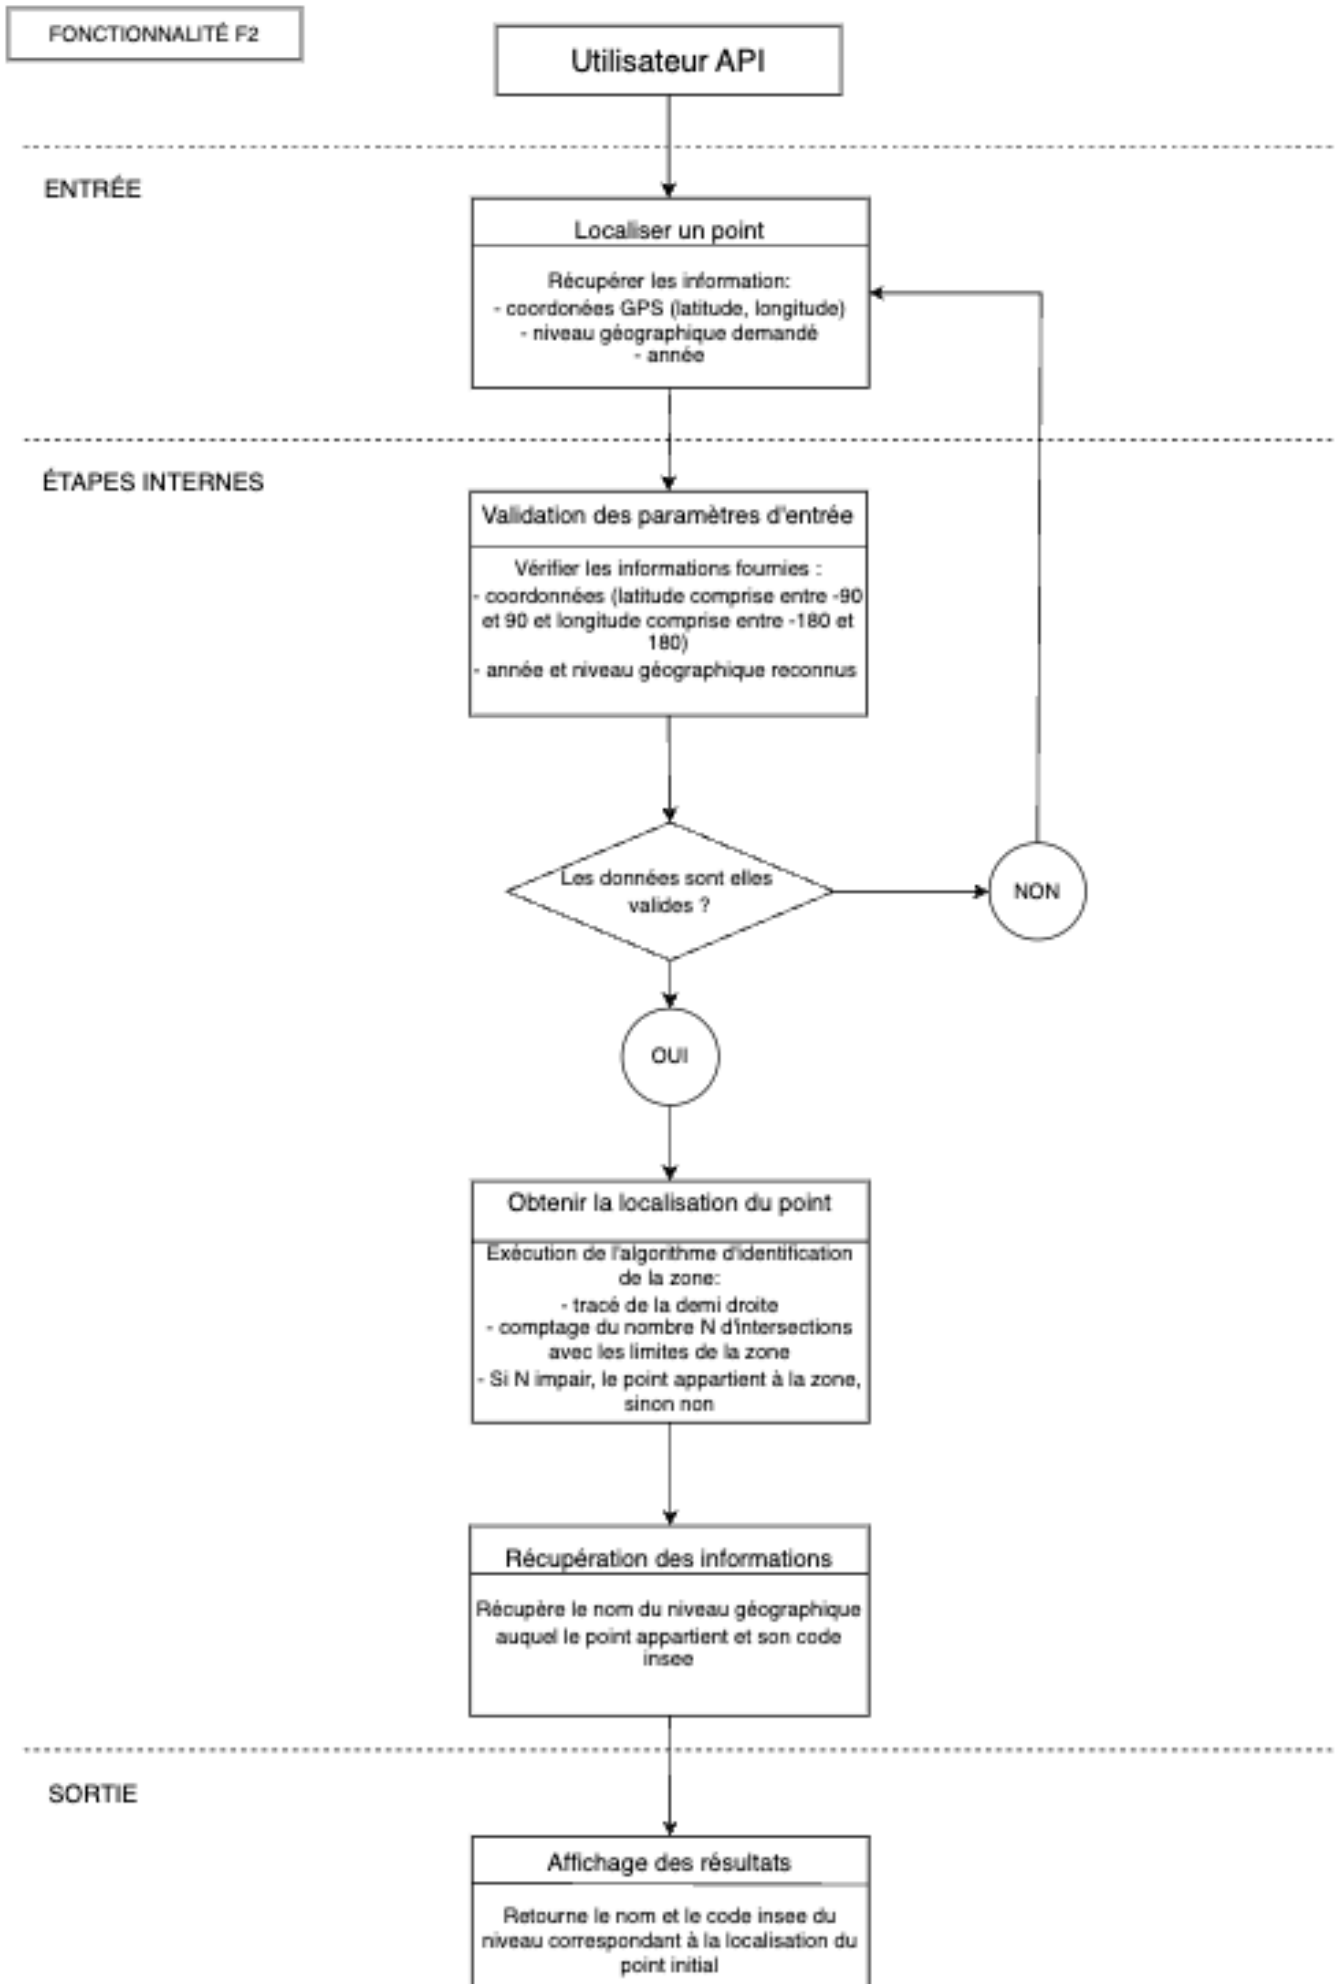 FONCTIONNALITÉ F2
Utilisateur API
ENTRÉE
Localiser un point
Récupérer les information:
- coordonées GPS (latitude, longitude)
- niveau géographique demandé
- année
ÉTAPES INTERNES
Validation des paramètres d'entrée
Vérifier les informations fournies :
- coordonnées (latitude comprise entre -90
et 90 et longitude comprise entre -180 et
180)
- année et niveau géographique reconnus
Les données sont elles
valides ?
NON
OUI
Obtenir la localisation du point
Exécution de l'algorithme d'identification
de la zone:
- tracé de la demi droite
- comptage du nombre N d'intersections
avec les limites de la zone
- Si N impair, le point appartient à la zone,
sinon non
Récupération des informations
Récupère le nom du niveau géographique
auquel le point appartient et son code
insee
SORTIE
Affichage des résultats
Retourne le nom et le code insee du
niveau correspondant à la localisation du
point initial